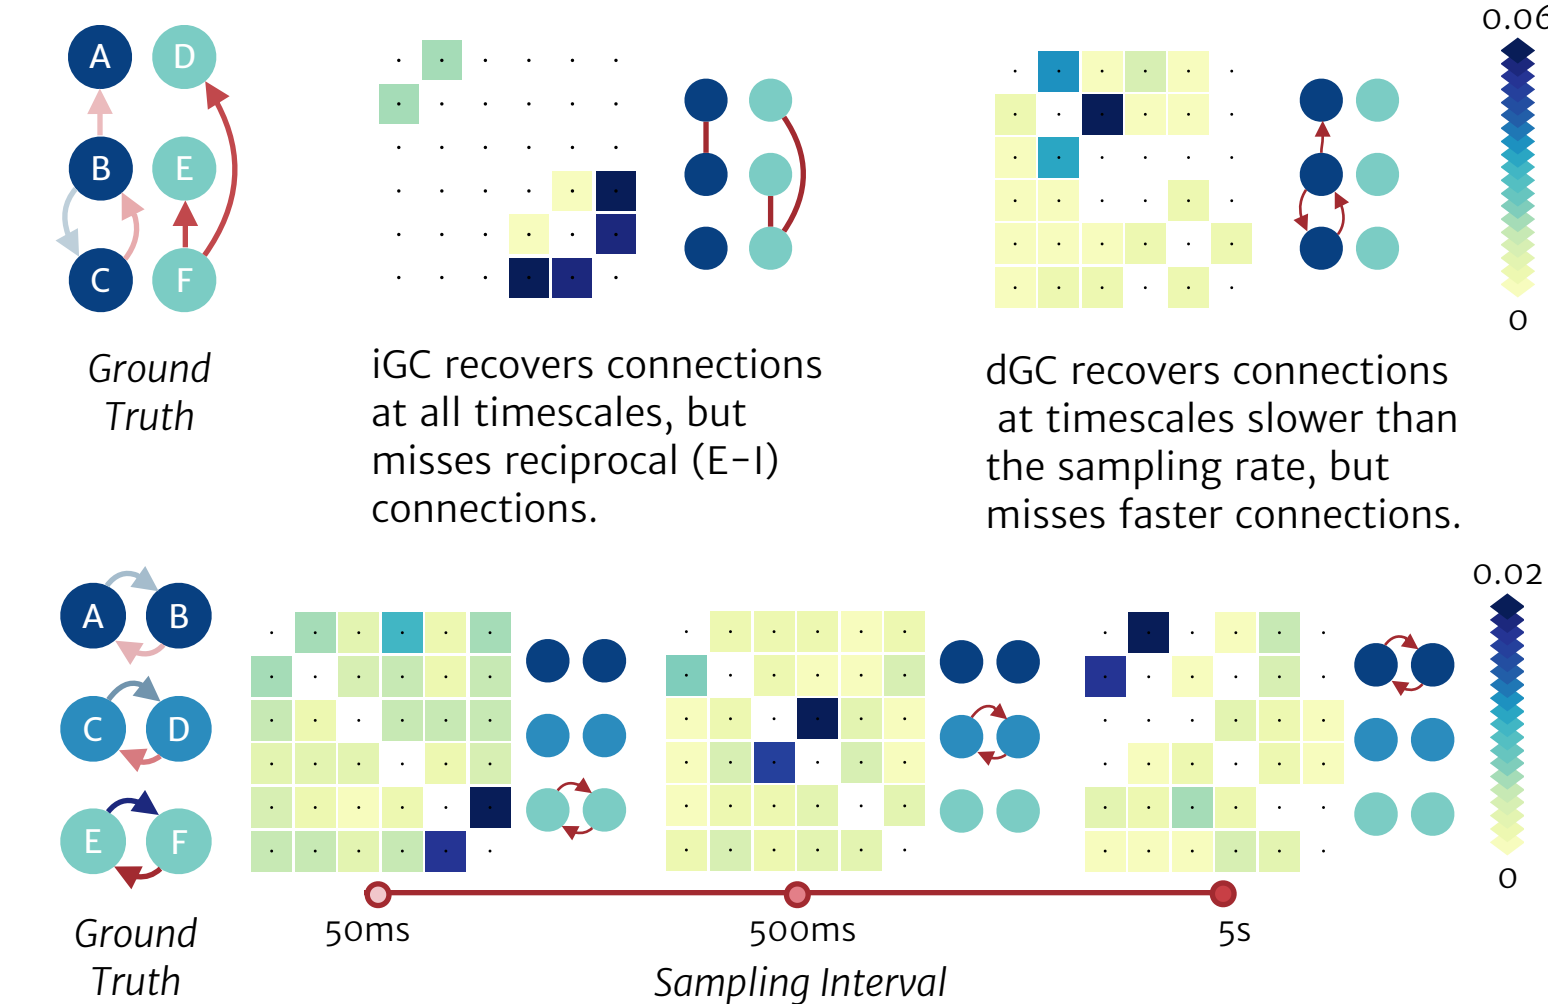 A D
B E
C F
Ground
Truth
iGC recovers connections
at all timescales, but
misses reciprocal (E-I)
connections.
dGC recovers connections
at timescales slower than
the sampling rate, but
misses faster connections.
0.06
0
A B
C D
E F
Ground
Truth
50ms
500ms
5s
Sampling Interval
0.02
0